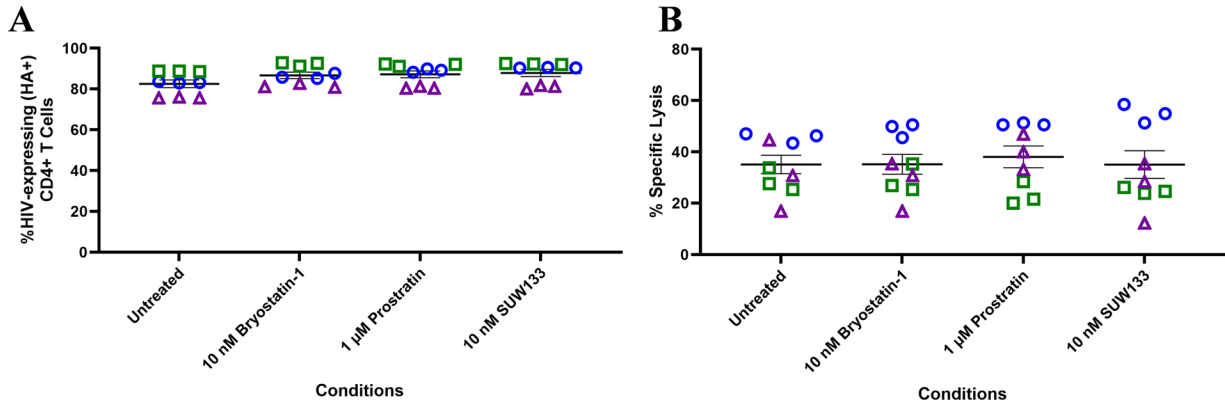 A
%HIV-expressing (HA+)
CD4+ T Cells
100
80
60
40
20
0
Untreated
10 nM Bryostatin-1
1 µM Prostratin
10 nM SUW133
Conditions
B
% Specific Lysis
80
60
40
20
0
Untreated
10 nM Bryostatin-1
1 µM Prostratin
10 nM SUW133
Conditions